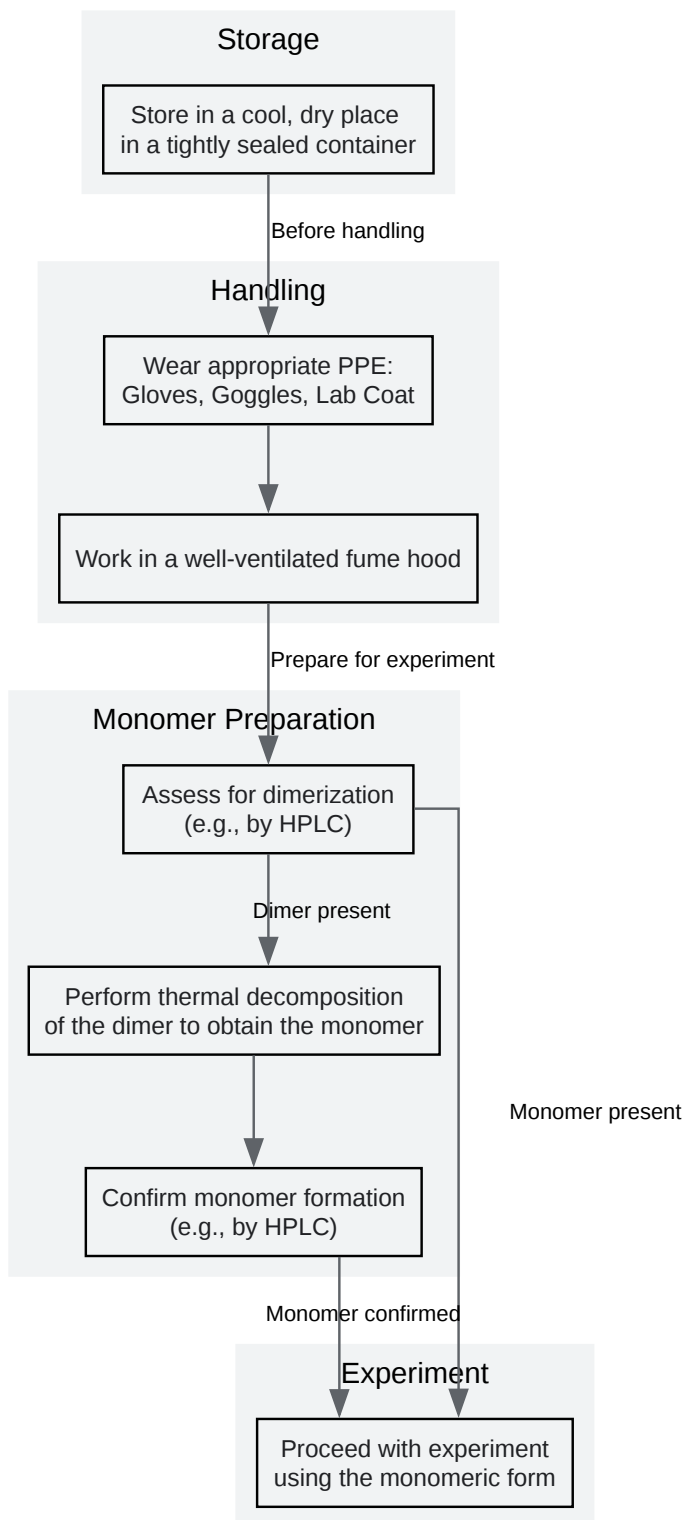 Storage
Store in a cool, dry place
in a tightly sealed container
Before handling
Handling
Wear appropriate PPE:
Gloves, Goggles, Lab Coat
Work in a well-ventilated fume hood
Prepare for experiment
Monomer Preparation
Assess for dimerization
(e.g., by HPLC)
Dimer present
Perform thermal decomposition
of the dimer to obtain the monomer
Monomer present
Confirm monomer formation
(e.g., by HPLC)
Monomer confirmed
Experiment
Proceed with experiment
using the monomeric form